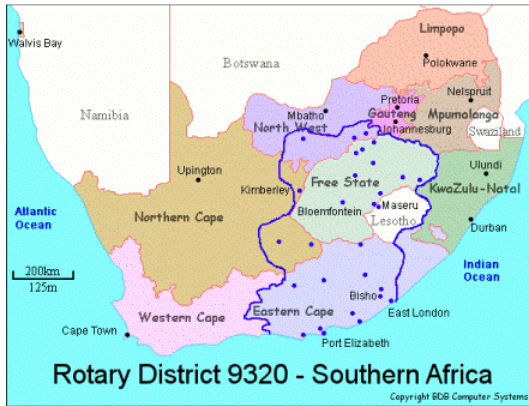 Limpopo
Walvis Bay
Polokwane
Botswana
Pretoria
Nelspruit
Mpumalanga
Mbatho
Gauteng
Namibia
North West
Johannesburg
Swaziland
Upington
Ulundi
Kimberley
Free State
KwaZulu-Natal
Atlantic
Ocean
Bloemfontein
Maseru
Northern Cape
Lesotho
Durban
200km
125m
Indian
Ocean
Bisho
Western Cape
Eastern Cape
East London
Cape Town
Port Elizabeth
Rotary District 9320 - Southern Africa
Copyright BDB Computer Systems